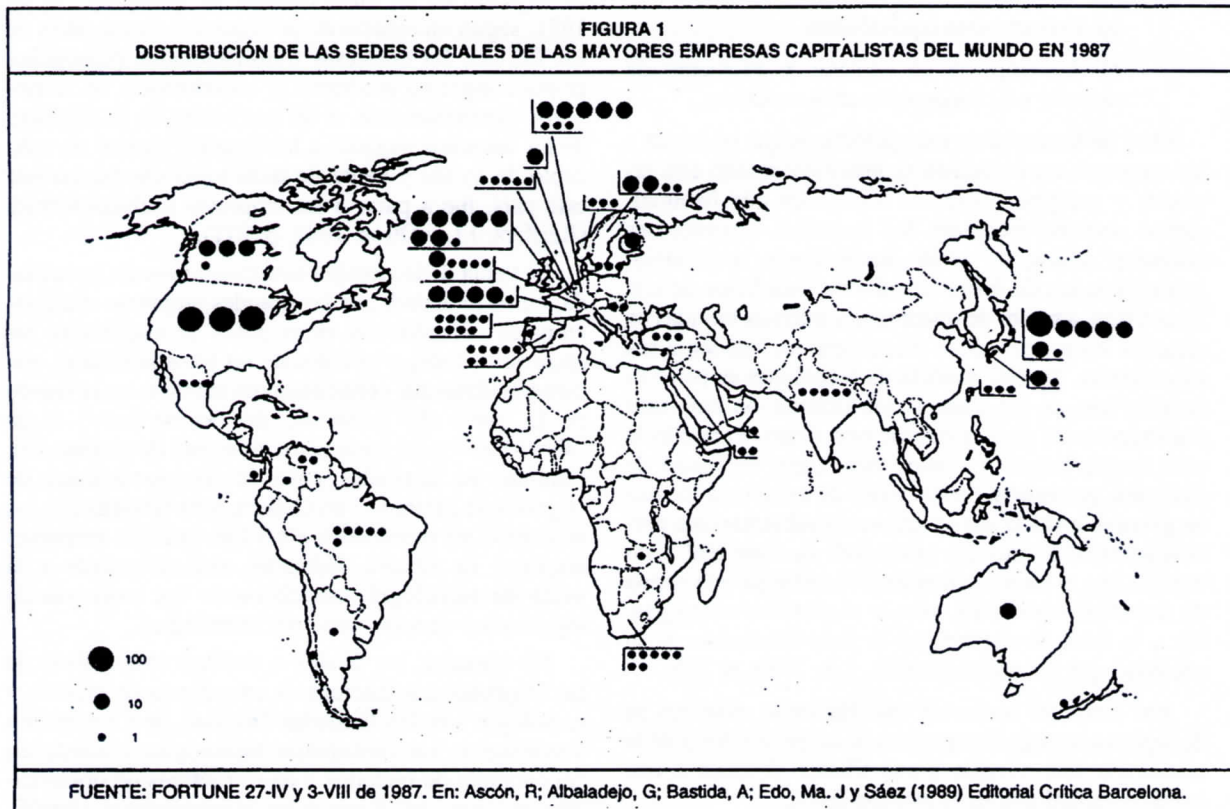 FIGURA 1
DISTRIBUCIÓN DE LAS SEDES SOCIALES DE LAS MAYORES EMPRESAS CAPITALISTAS DEL MUNDO EN 1987
100
10
1
FUENTE: FORTUNE 27-IV y 3-VIII de 1987. En: Ascón, R; Albaladejo, G; Bastida, A; Edo, Ma. J y Sáez (1989) Editorial Crítica Barcelona.